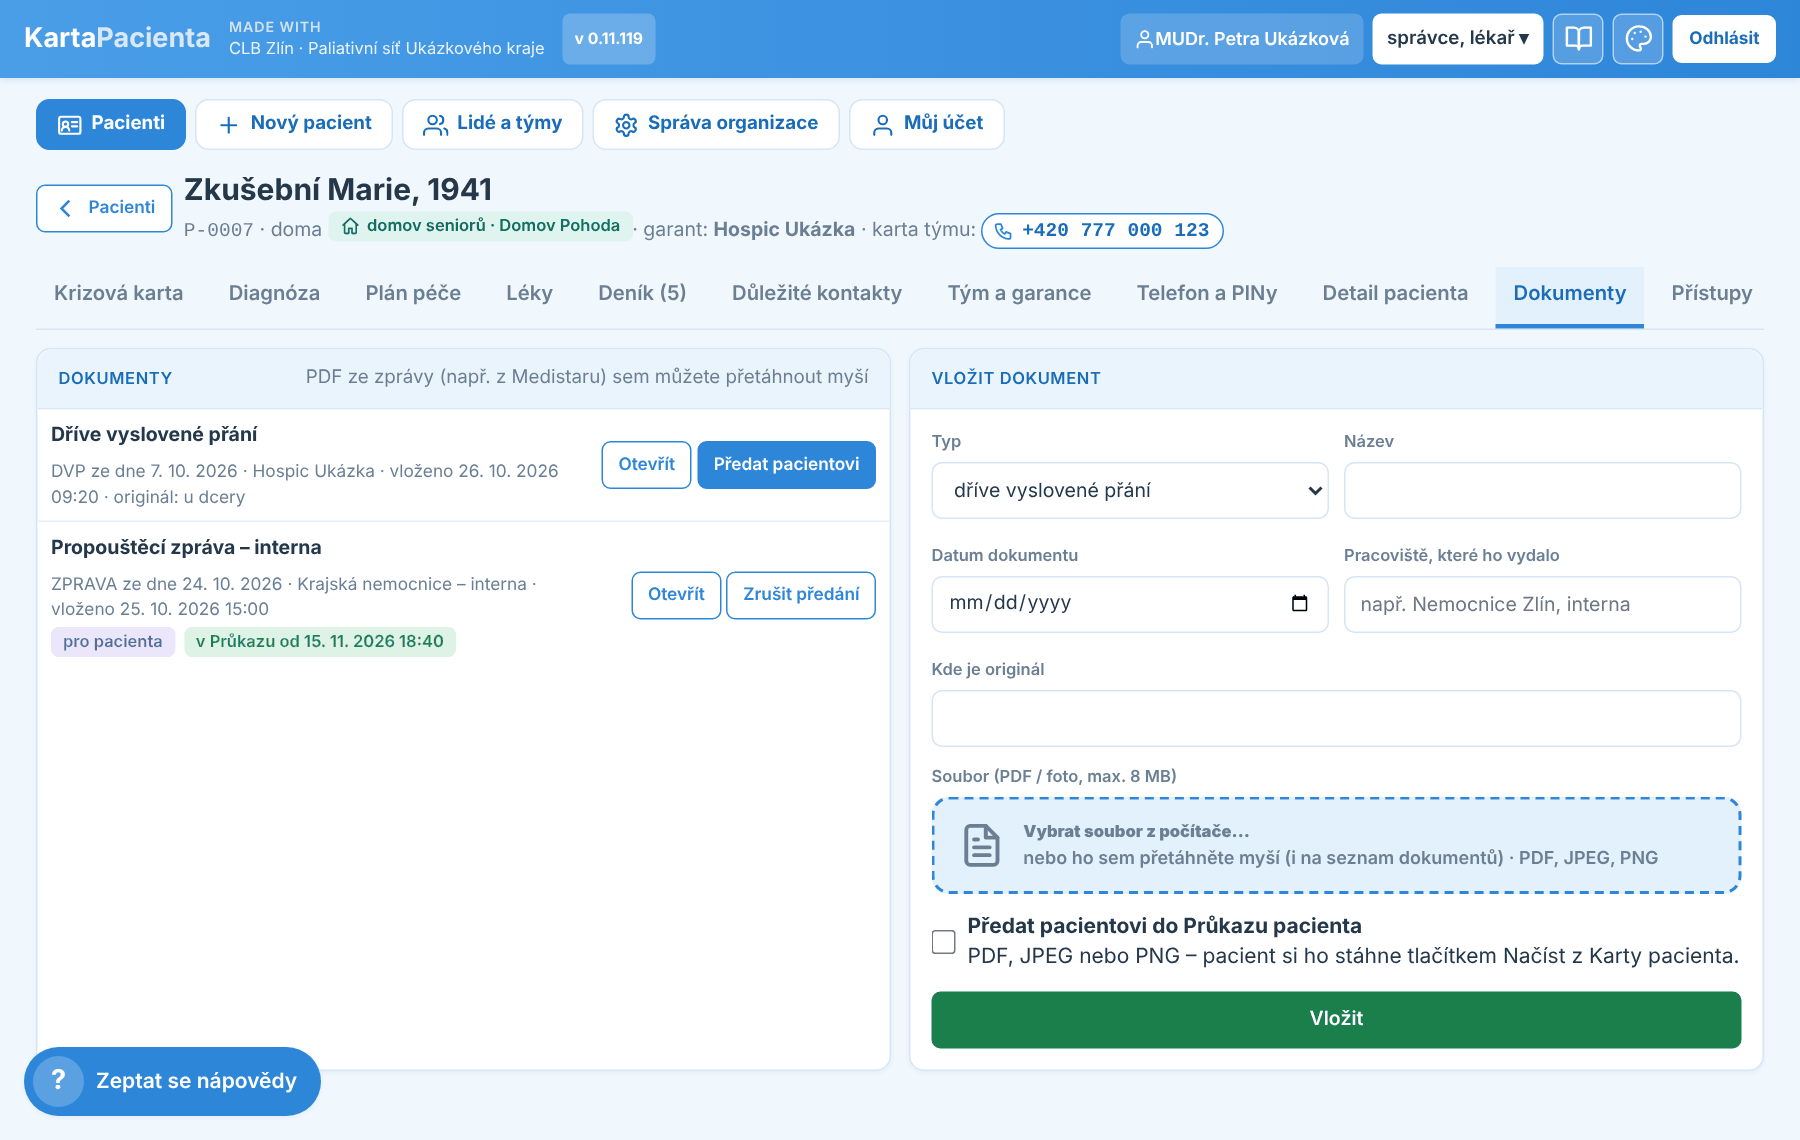 KartaPacienta
MADE WITH
CLB Zlín · Paliativní síť Ukázkového kraje
v 0.11.119
MUDr. Petra Ukázková
správce, lékař ▾
Odhlásit
Pacienti
Nový pacient
Lidé a týmy
Správa organizace
Můj účet
Pacienti
Zkušební Marie, 1941
P-0007 · doma domov seniorů · Domov Pohoda · garant: Hospic Ukázka · karta týmu: +420 777 000 123
Krizová karta
Diagnóza
Plán péče
Léky
Deník (5)
Důležité kontakty
Tým a garance
Telefon a PINy
Detail pacienta
Dokumenty
Přístupy
DOKUMENTY
PDF ze zprávy (např. z Medistaru) sem můžete přetáhnout myší
Dříve vyslovené přání
DVP ze dne 7. 10. 2026 · Hospic Ukázka · vloženo 26. 10. 2026
09:20 · originál: u dcery
Otevřít
Předat pacientovi
Propouštěcí zpráva – interna
ZPRAVA ze dne 24. 10. 2026 · Krajská nemocnice – interna ·
vloženo 25. 10. 2026 15:00
pro pacienta
v Průkazu od 15. 11. 2026 18:40
Otevřít
Zrušit předání
VLOŽIT DOKUMENT
Typ
dříve vyslovené přání
Název
Datum dokumentu
mm/dd/yyyy
Pracoviště, které ho vydalo
např. Nemocnice Zlín, interna
Kde je originál
Soubor (PDF / foto, max. 8 MB)
Vybrat soubor z počítače...
nebo ho sem přetáhněte myší (i na seznam dokumentů) · PDF, JPEG, PNG
Předat pacientovi do Průkazu pacienta
PDF, JPEG nebo PNG – pacient si ho stáhne tlačítkem Načíst z Karty pacienta.
Vložit
? Zeptat se nápovědy